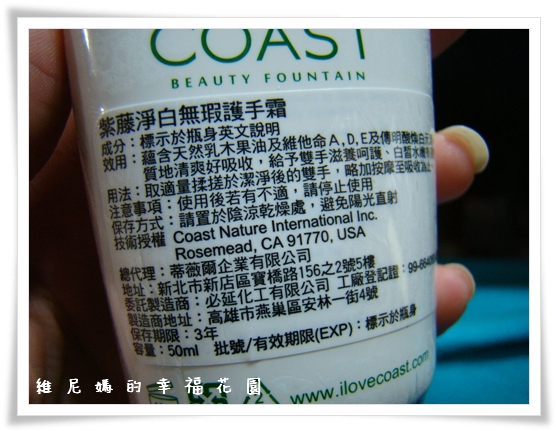 COAST
BEAUTY FOUNTAIN
紫藤淨白無瑕護手霜
成分：標示於瓶身英文說明
效用：蘊含天然乳木果油及維他命A,D,E及傳明酸煥白
質地清爽好吸收，給予雙手滋養呵護、白皙水嫩
用法：取適量揉搓於潔淨後的雙手，略加按摩至吸收為止
注意事項：使用後若有不適，請停止使用
保存方式：請置於陰涼乾燥處，避免陽光直射
技術授權 Coast Nature International Inc.
Rosemead, CA 91770, USA
總代理：蒂薇爾企業有限公司
地址：新北市新店區寶橋路156之2號5樓
委託製造商：必延化工有限公司 工廠登記證：99-6640
製造商地址：高雄市燕巢區安林一街4號
保存期限：3年
容量：50ml 批號/有效期限(EXP)：標示於瓶身
www.ilovecoast.com
維尼媽的幸福花園